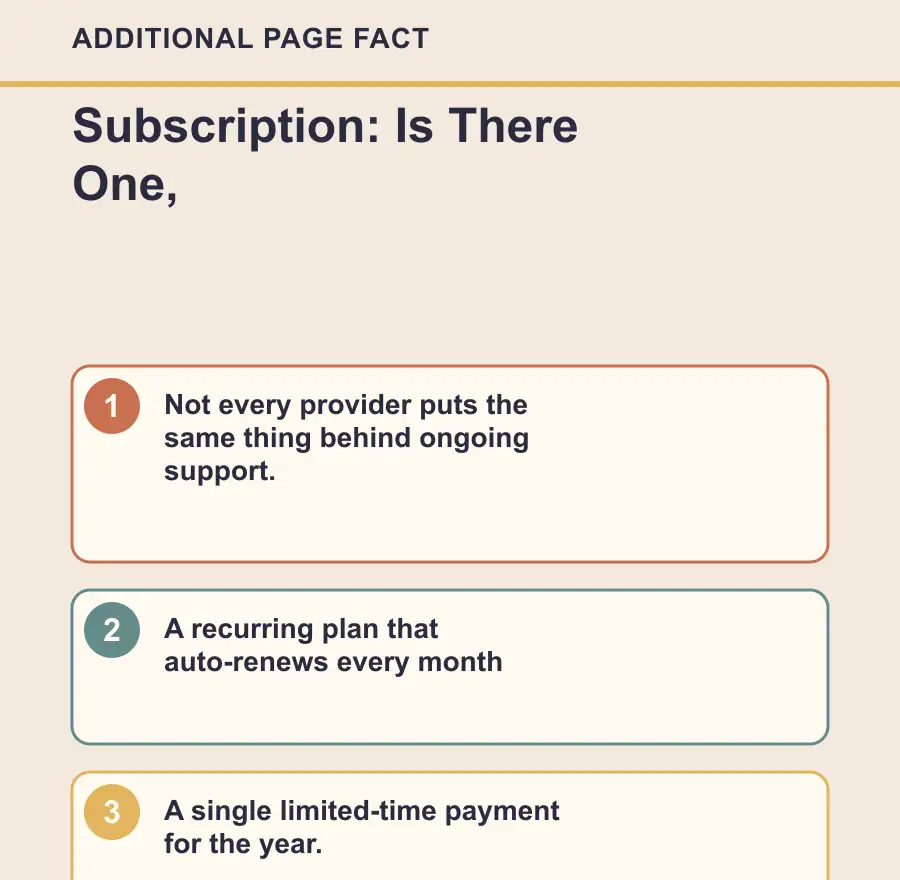 ADDITIONAL PAGE FACT
Subscription: Is There
One,
1
Not every provider puts the
same thing behind ongoing
support.
2
A recurring plan that
auto-renews every month
3
A single limited-time payment
for the year.